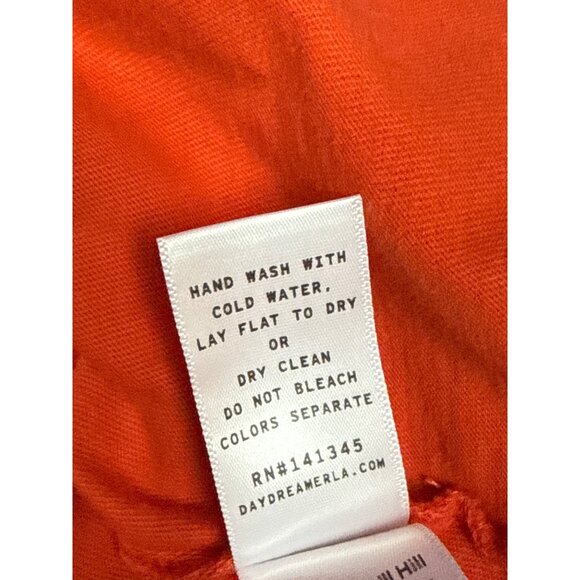 HAND WASH WITH
COLD WATER.
LAY FLAT TO DRY
OR
DRY CLEAN
DO NOT BLEACH
COLORS SEPARATE
RN#141345
DAYDREAMERLA.COM
Hill